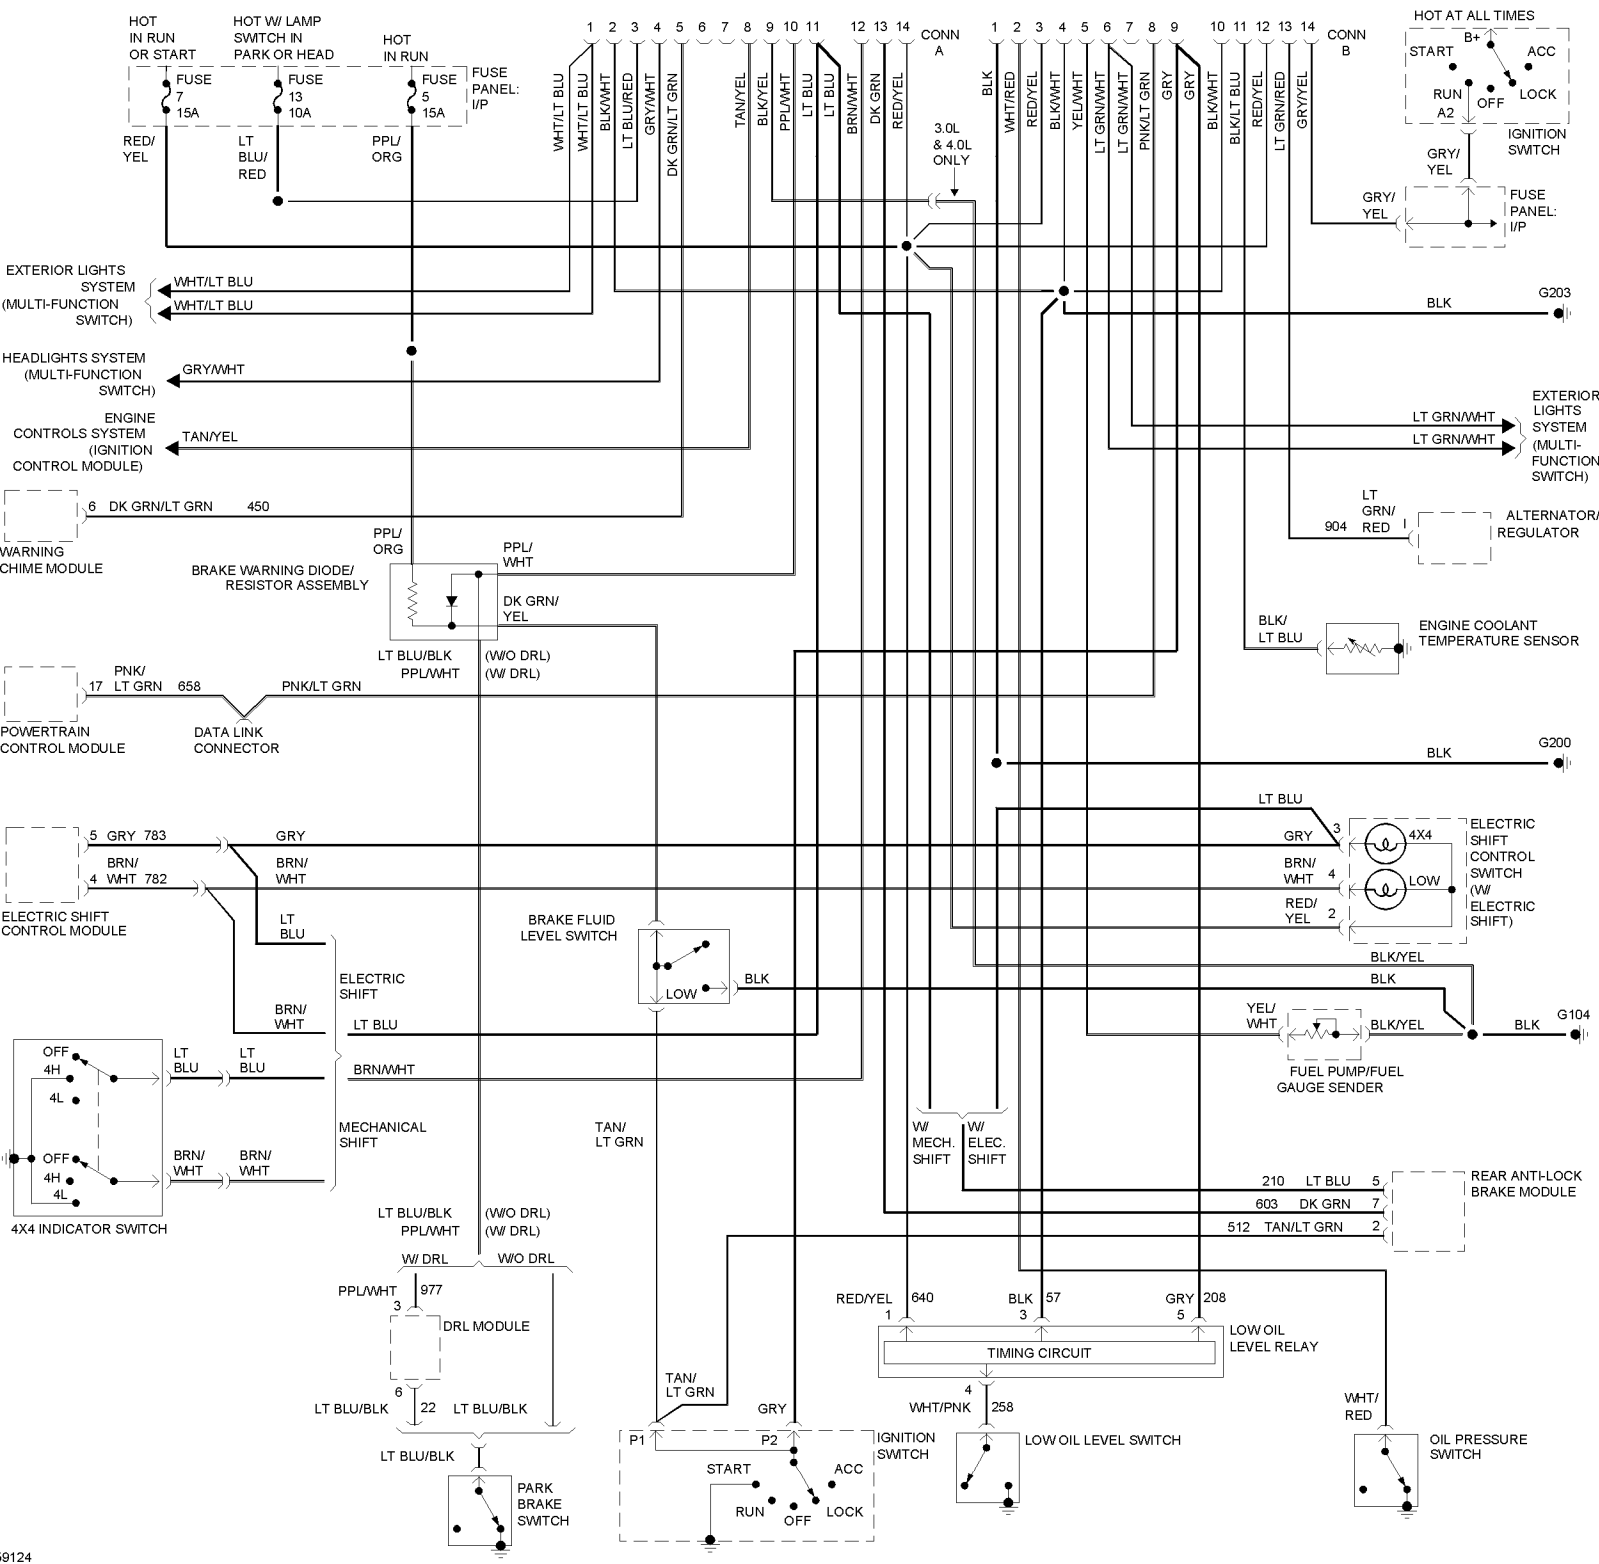 HOT
IN RUN
OR START
HOT W/ LAMP
SWITCH IN
PARK OR HEAD
HOT
IN RUN
FUSE
7
15A
FUSE
13
10A
FUSE
5
15A
FUSE
PANEL:
I/P
RED/
YEL
LT
BLU/
RED
PPL/
ORG
1 2 3 4 5 6 7 8 9 10 11 12 13 14
CONN
A
WHT/LT BLU
WHT/LT BLU
BLK/WHT
LT BLU/RED
GRY/WHT
DK GRN/LT GRN
TAN/YEL
BLK/YEL
PPL/WHT
LT BLU
LT BLU
BRN/WHT
DK GRN
RED/YEL
1 2 3 4 5 6 7 8 9 10 11 12 13 14
CONN
B
BLK
WHT/RED
RED/YEL
BLK/WHT
YEL/WHT
LT GRN/WHT
LT GRN/WHT
PNK/LT GRN
GRY
GRY
BLK/WHT
BLK/LT BLU
RED/YEL
LT GRN/RED
GRY/YEL
3.0L
& 4.0L
ONLY
HOT AT ALL TIMES
B+
START
ACC
RUN
OFF
LOCK
A2
IGNITION
SWITCH
GRY/
YEL
GRY/
YEL
FUSE
PANEL:
I/P
EXTERIOR LIGHTS
SYSTEM
(MULTI-FUNCTION
SWITCH)
WHT/LT BLU
WHT/LT BLU
BLK
G203
HEADLIGHTS SYSTEM
(MULTI-FUNCTION
SWITCH)
GRY/WHT
ENGINE
CONTROLS SYSTEM
(IGNITION
CONTROL MODULE)
TAN/YEL
LT GRN/WHT
LT GRN/WHT
EXTERIOR
LIGHTS
SYSTEM
(MULTI-
FUNCTION
SWITCH)
6 DK GRN/LT GRN 450
WARNING
CHIME MODULE
LT
GRN/
RED
904
1
ALTERNATOR/
REGULATOR
PPL/
ORG
PPL/
WHT
BRAKE WARNING DIODE/
RESISTOR ASSEMBLY
DK GRN/
YEL
LT BLU/BLK (W/O DRL)
PPL/WHT (W/ DRL)
BLK/
LT BLU
ENGINE COOLANT
TEMPERATURE SENSOR
PNK/
17 LT GRN 658
PNK/LT GRN
POWERTRAIN
CONTROL MODULE
DATA LINK
CONNECTOR
BLK
G200
LT BLU
5 GRY 783
GRY
GRY
3
4X4
BRN/
4 WHT 782
BRN/
WHT
BRN/
WHT
4
LOW
RED/
YEL
2
ELECTRIC
SHIFT
CONTROL
SWITCH
(W/
ELECTRIC
SHIFT)
ELECTRIC SHIFT
CONTROL MODULE
LT
BLU
BRAKE FLUID
LEVEL SWITCH
LOW
BLK
BLK/YEL
BLK
ELECTRIC
SHIFT
BRN/
WHT
LT BLU
YEL/
WHT
BLK/YEL
BLK
G104
FUEL PUMP/FUEL
GAUGE SENDER
OFF
4H
4L
LT
BLU
LT
BLU
BRN/WHT
OFF
4H
4L
BRN/
WHT
BRN/
WHT
MECHANICAL
SHIFT
4X4 INDICATOR SWITCH
TAN/
LT GRN
W/
MECH.
SHIFT
W/
ELEC.
SHIFT
210 LT BLU 5
603 DK GRN 7
512 TAN/LT GRN 2
REAR ANTI-LOCK
BRAKE MODULE
LT BLU/BLK (W/O DRL)
PPL/WHT (W/ DRL)
W/ DRL
W/O DRL
PPL/WHT 977
3
DRL MODULE
6
LT BLU/BLK 22
LT BLU/BLK
LT BLU/BLK
PARK
BRAKE
SWITCH
RED/YEL 640
1
BLK 57
3
GRY 208
5
LOW OIL
LEVEL RELAY
TIMING CIRCUIT
4
WHT/PNK 258
LOW OIL LEVEL SWITCH
TAN/
LT GRN
GRY
P1
P2
IGNITION
SWITCH
START
ACC
RUN
OFF
LOCK
WHT/
RED
OIL PRESSURE
SWITCH
59124